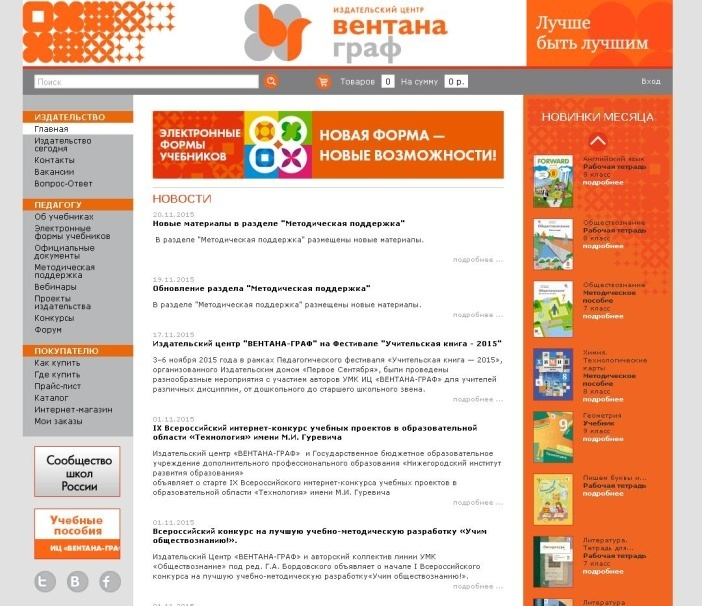 ИЗДАТЕЛЬСКИЙ ЦЕНТР
вентана
граф
Лучше
быть лучшим
Поиск
Товаров 0 На сумму 0 р.
Вход
ИЗДАТЕЛЬСТВО
Главная
Издательство
сегодня
Контакты
Вакансии
Вопрос-Ответ
ПЕДАГОГУ
Об учебниках
Электронные
формы учебников
Официальные
документы
Методическая
поддержка
Вебинары
Проекты
издательства
Конкурсы
Форум
ПОКУПАТЕЛЮ
Как купить
Где купить
Прайс-лист
Каталог
Интернет-магазин
Мои заказы
Сообщество
школ
России
Учебные
пособия
ИЦ «ВЕНТАНА-ГРА
ЭЛЕКТРОННЫЕ
ФОРМЫ
УЧЕБНИКОВ
НОВАЯ ФОРМА —
НОВЫЕ ВОЗМОЖНОСТИ!
НОВОСТИ
20.11.2015
Новые материалы в разделе "Методическая поддержка"
В разделе "Методическая поддержка" размещены новые материалы.
подробнее ...
19.11.2015
Обновление раздела "Методическая поддержка"
В разделе "Методическая поддержка" размещены новые материалы.
подробнее ...
17.11.2015
Издательский центр "ВЕНТАНА-ГРАФ" на Фестивале "Учительская книга - 2015"
3–6 ноября 2015 года в рамках Педагогического фестиваля «Учительская книга — 2015»,
организованного Издательским домом «Первое Сентября», были проведены
разнообразные мероприятия с участием авторов УМК ИЦ «ВЕНТАНА-ГРАФ» для учителей
различных дисциплин, от дошкольного до старшего школьного звена.
подробнее ...
01.11.2015
IX Всероссийский интернет-конкурс учебных проектов в образовательной
области «Технология» имени М.И. Гуревича
Издательский центр «ВЕНТАНА-ГРАФ» и Государственное бюджетное образовательное
учреждение дополнительного профессионального образования «Нижегородский институт
развития образования»
объявляет о старте IX Всероссийского интернет-конкурса учебных проектов в
образовательной области «Технология» имени М.И. Гуревича
подробнее ...
01.11.2015
Всероссийский конкурс на лучшую учебно-методическую разработку «Учим
обществознанию!».
Издательский Центр «ВЕНТАНА-ГРАФ» и авторский коллектив линии УМК
«Обществознание» под ред. Г.А. Бордовского объявляет о начале I Всероссийского
конкурса на лучшую учебно-методическую разработку«Учим обществознанию!».
подробнее ...
01.11.2015
НОВИНКИ МЕСЯЦА
FORWARD
Английский язык
Рабочая тетрадь
8 класс
подробнее
Обществознание
Рабочая тетрадь
8 класс
подробнее
Обществознание
Методическое
пособие
7 класс
подробнее
Химия.
Технологические
карты
Методическое
пособие
8 класс
подробнее
Геометрия
Учебник
9 класс
подробнее
Пишем буквы и...
Рабочая тетрадь
подробнее
Литература.
Тетрадь для...
Рабочая тетрадь
7 класс
подробнее
Литература
Рабочая тетрадь